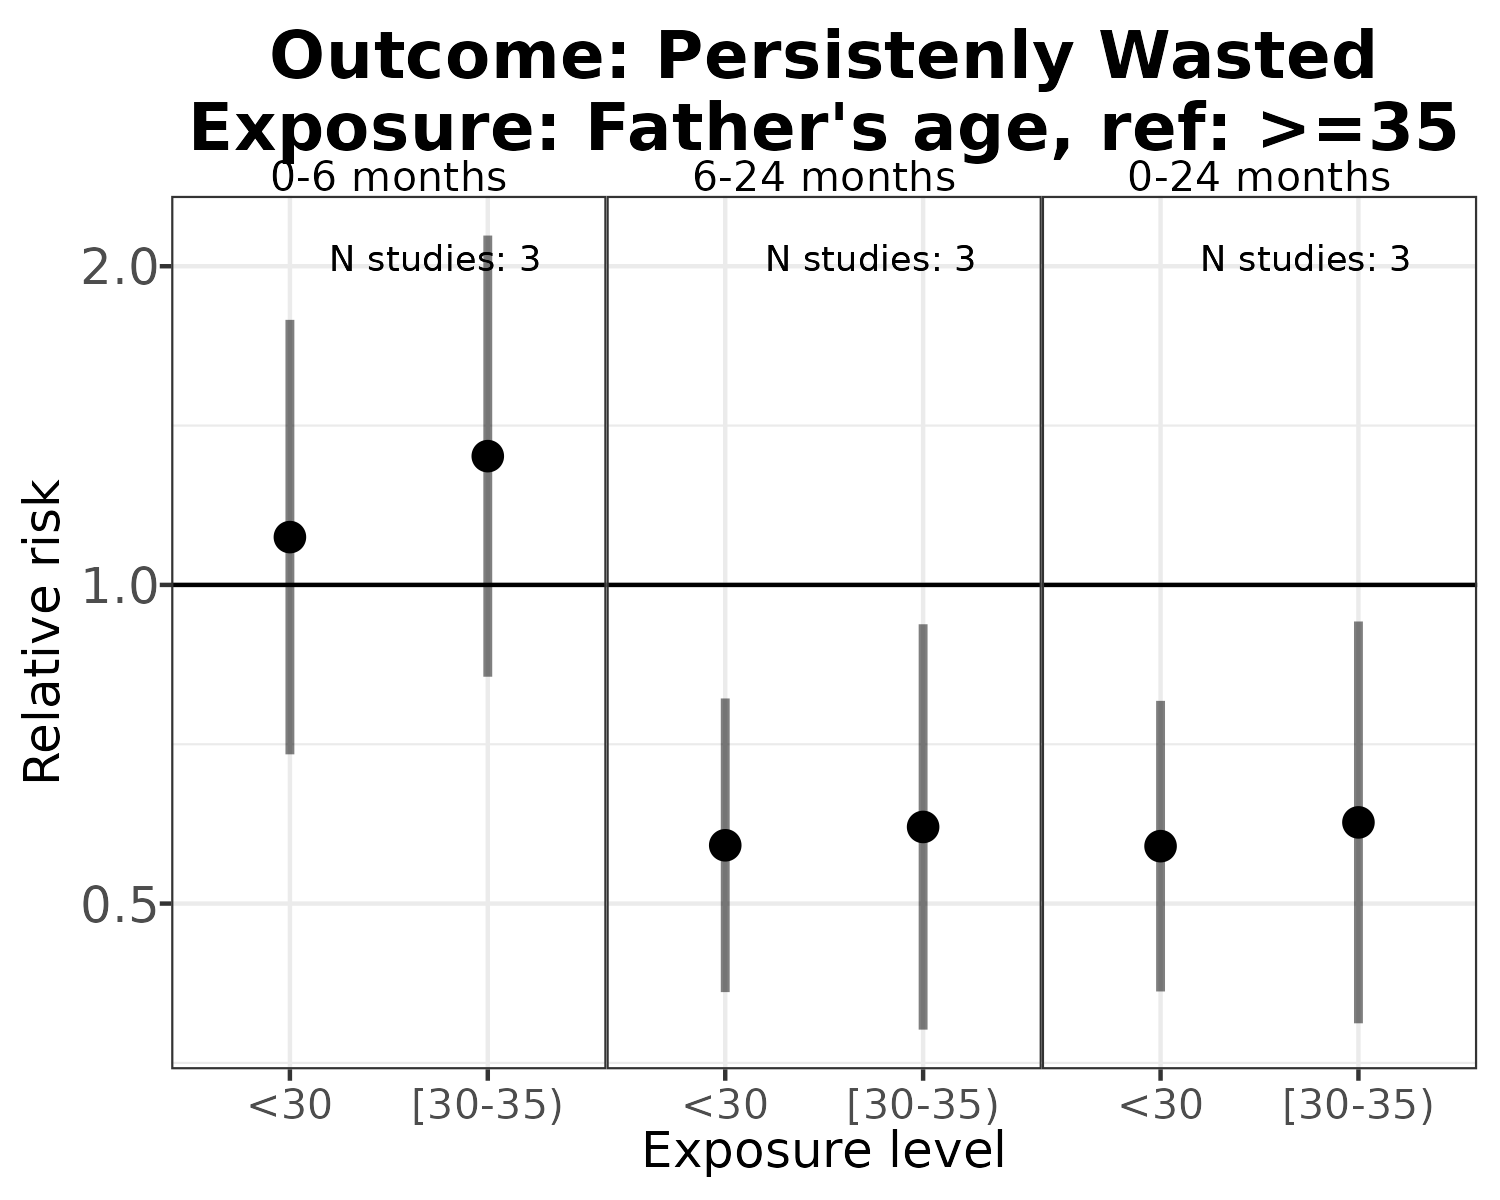 Outcome: Persistenly Wasted
Exposure: Father's age, ref: >=35
0-6 months
6-24 months
0-24 months
N studies: 3
N studies: 3
N studies: 3
2.0
1.0
0.5
Relative risk
<30
[30-35)
<30
[30-35)
<30
[30-35)
Exposure level